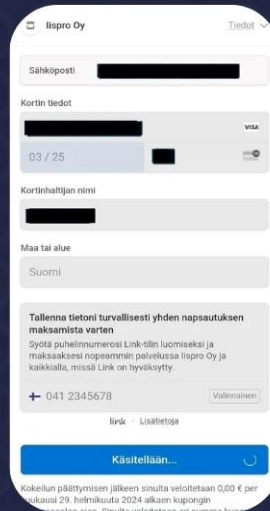 Iispro Oy
Tiedot
Sähköposti
Kortin tiedot
VISA
03 / 25
Kortinhaltijan nimi
Maa tai alue
Suomi
Tallenna tietoni turvallisesti yhden napsautuksen
maksamista varten
Syötä puhelinnumerosi Link-tilin luomiseksi ja
maksaaksesi nopeammin palvelussa Iispro Oy ja
kaikkialla, missä Link on hyväksytty.
041 2345678
Valinnainen
link · Lisätietoja
Käsitellään...
Kokeilun päättymisen jälkeen sinulta veloitetaan 0,00 € per
kuukausi 29. helmikuuta 2024 alkaen kupongin